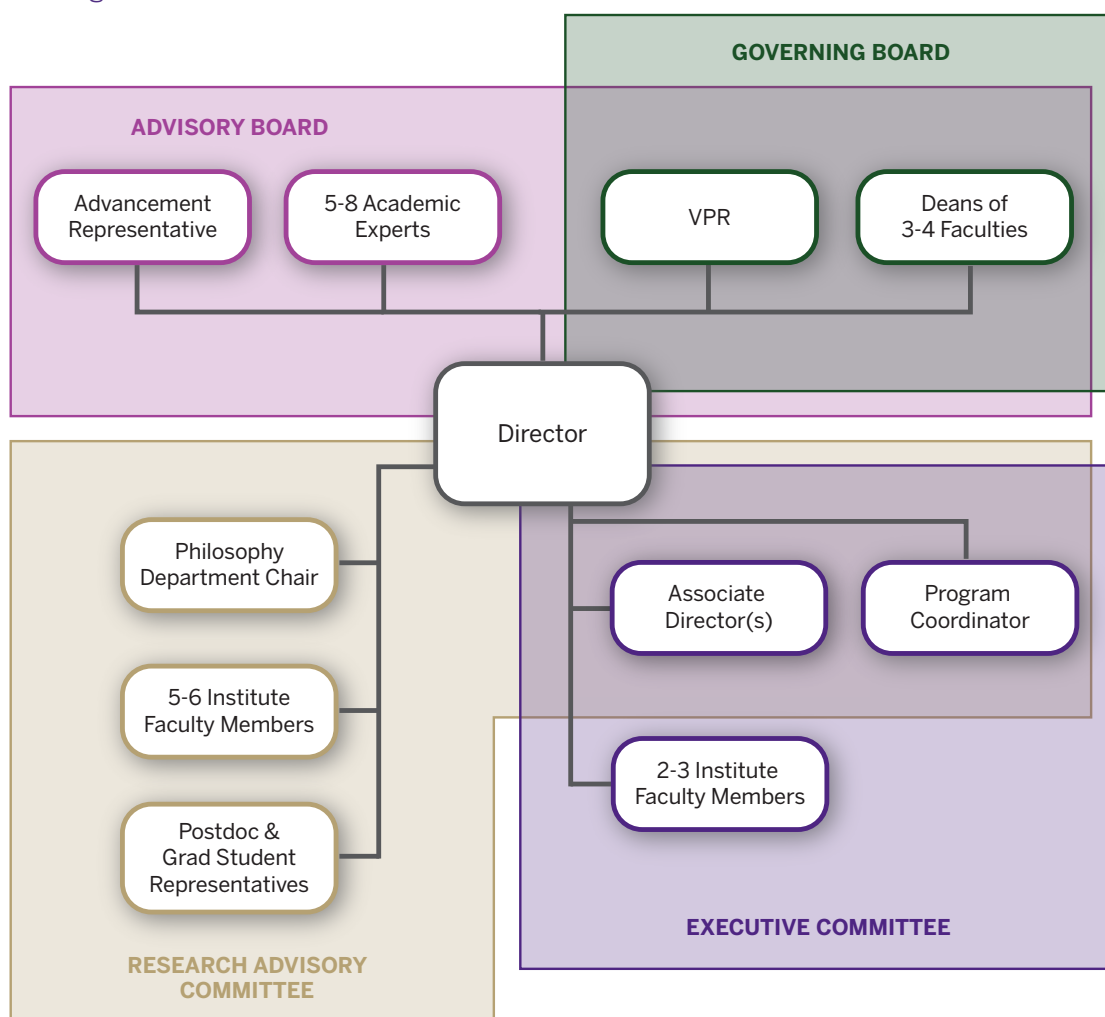 GOVERNING BOARD
ADVISORY BOARD
Advancement
Representative
5-8 Academic
Experts
VPR
Deans of
3-4 Faculties
Director
Philosophy
Department Chair
Associate
Director(s)
Program
Coordinator
5-6 Institute
Faculty Members
2-3 Institute
Faculty Members
Postdoc &
Grad Student
Representatives
EXECUTIVE COMMITTEE
RESEARCH ADVISORY
COMMITTEE